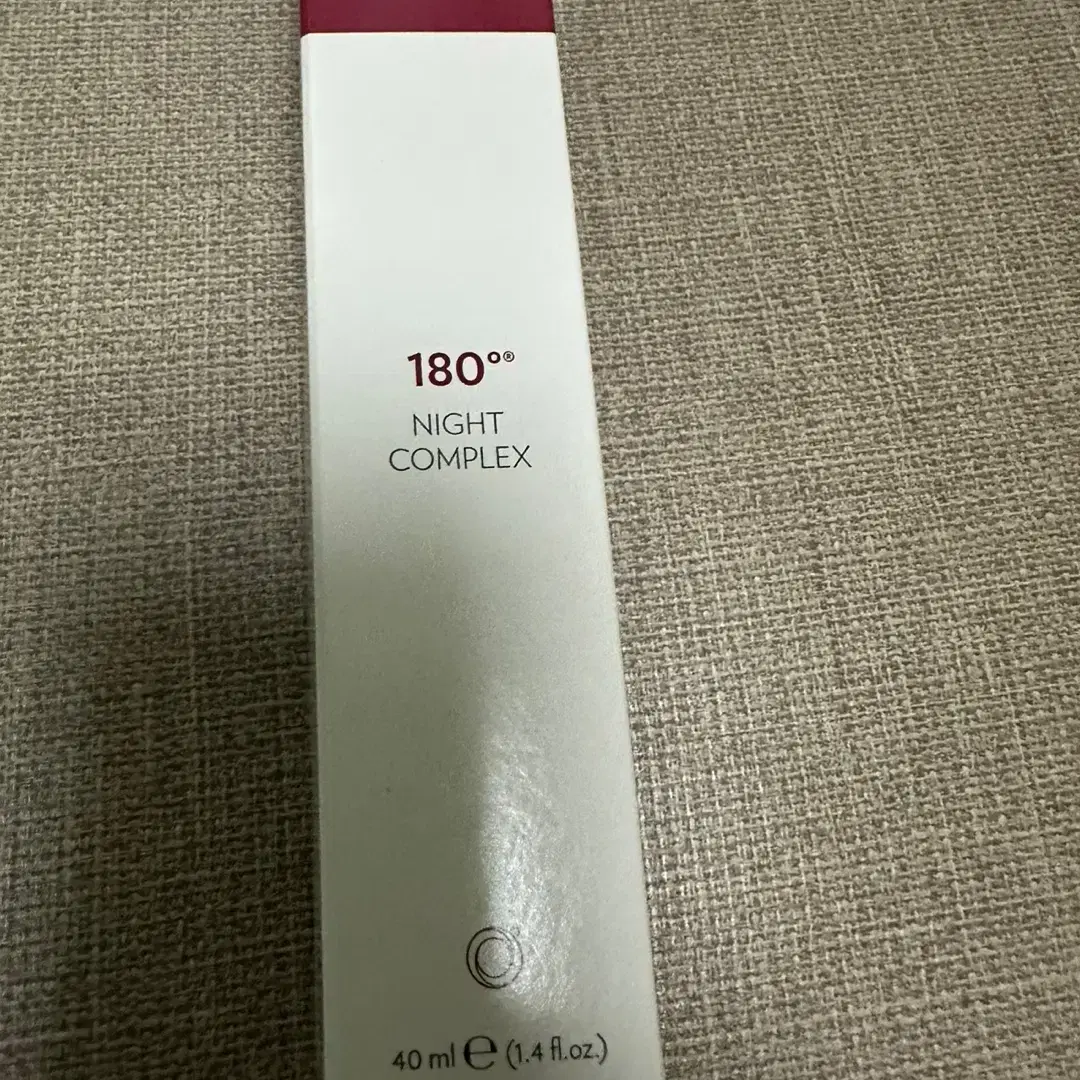 180°®
NIGHT
COMPLEX
40 ml ℮ (1.4 fl.oz.)